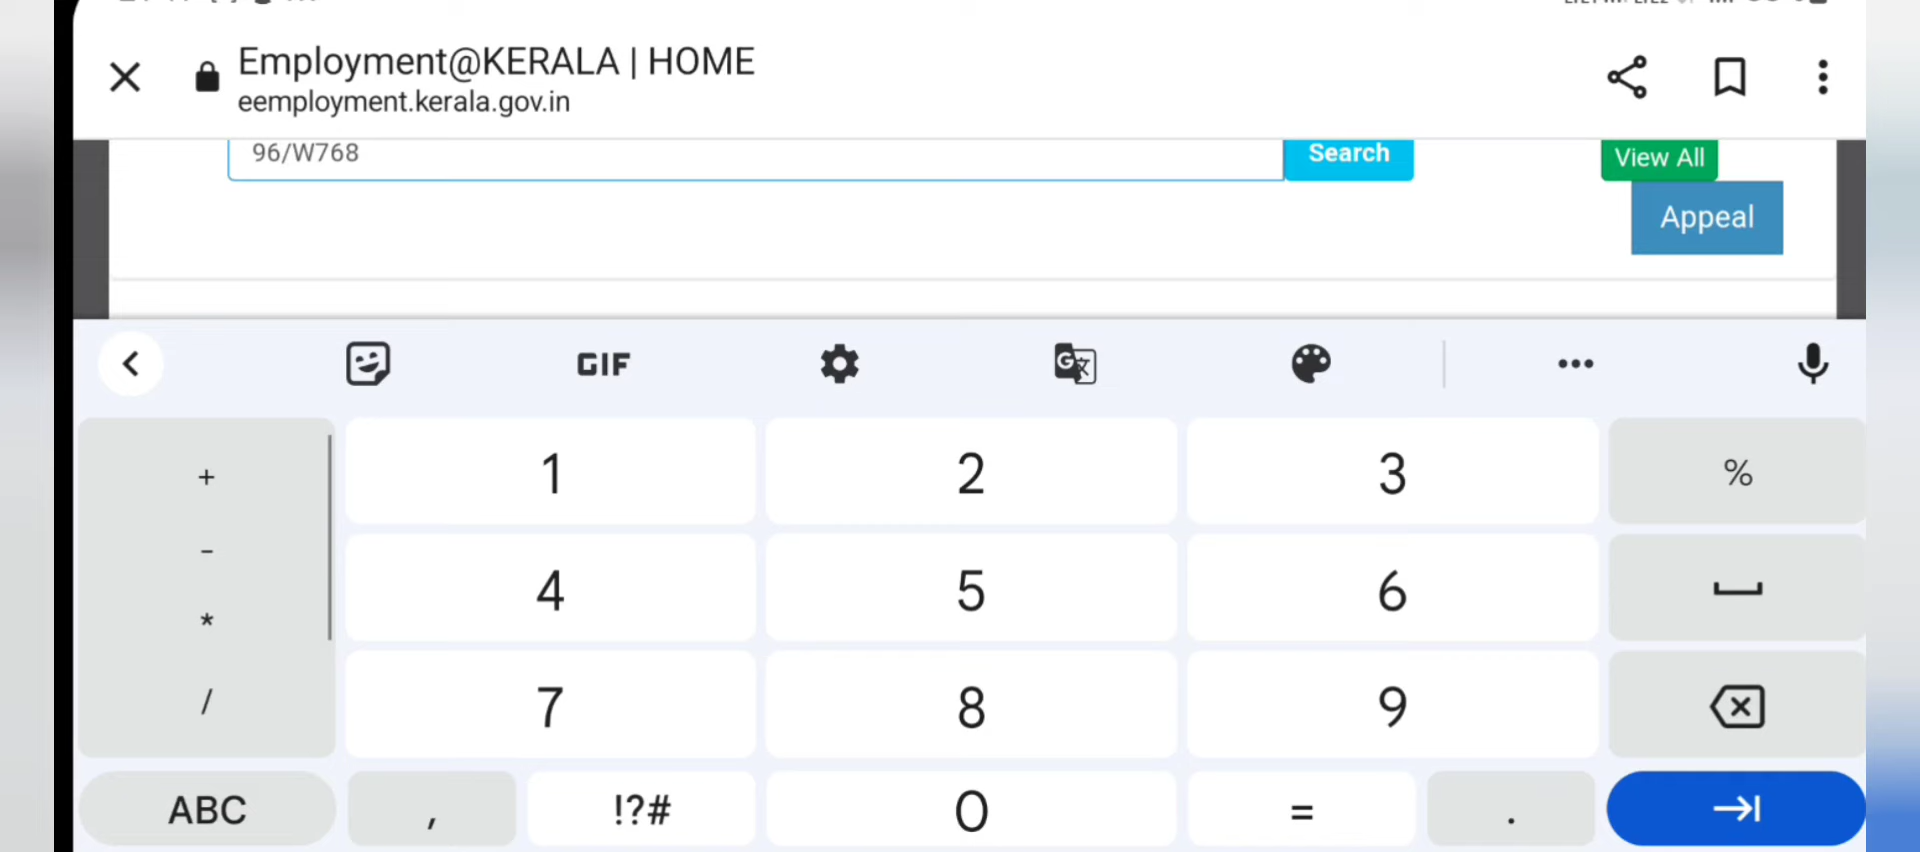 Employment@KERALA | HOME
eemployment.kerala.gov.in
96/W768
Search
View All
Appeal
GIF
+
1
2
3
%
-
4
5
6
*
/
7
8
9
ABC
,
!?#
0
=
.